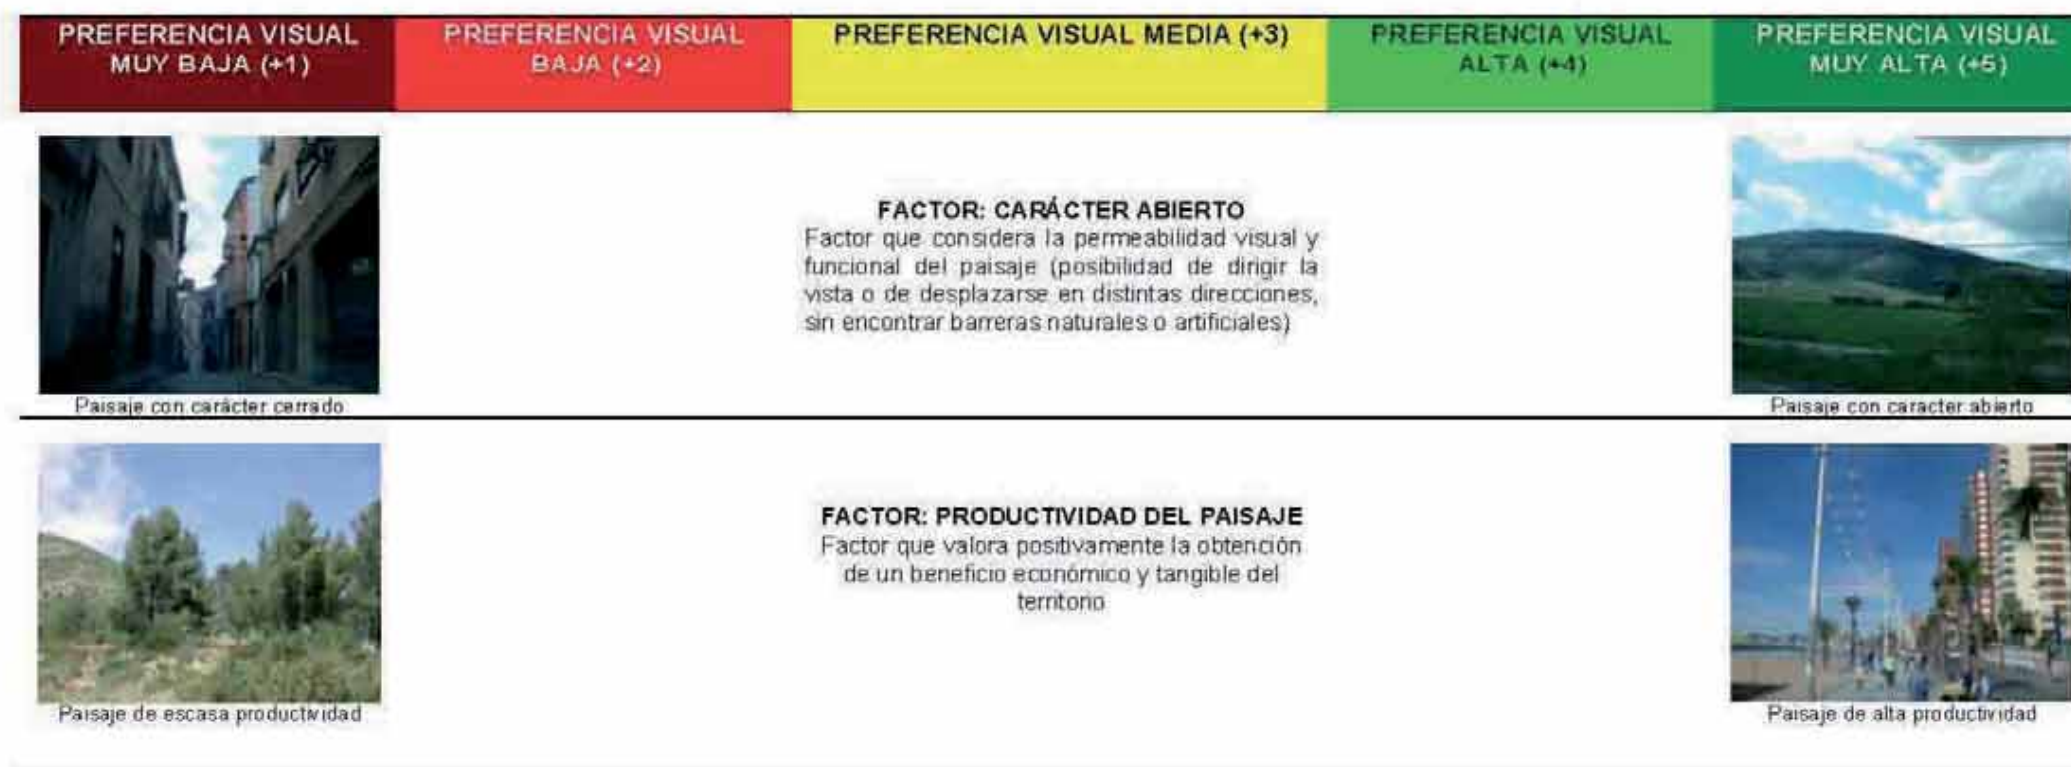 PREFERENCIA VISUAL
MUY BAJA (+1)
PREFERENCIA VISUAL
BAJA (+2)
PREFERENCIA VISUAL MEDIA (+3)
PREFERENCIA VISUAL
ALTA (+4)
PREFERENCIA VISUAL
MUY ALTA (+5)
FACTOR: CARÁCTER ABIERTO
Factor que considera la permeabilidad visual y
funcional del paisaje (posibilidad de dirigir la
vista o de desplazarse en distintas direcciones,
sin encontrar barreras naturales o artificiales)
Paisaje con carácter cerrado
Paisaje con caracter abierto
FACTOR: PRODUCTIVIDAD DEL PAISAJE
Factor que valora positivamente la obtención
de un beneficio económico y tangible del
territorio
Paisaje de escasa productividad
Paisaje de alta productividad